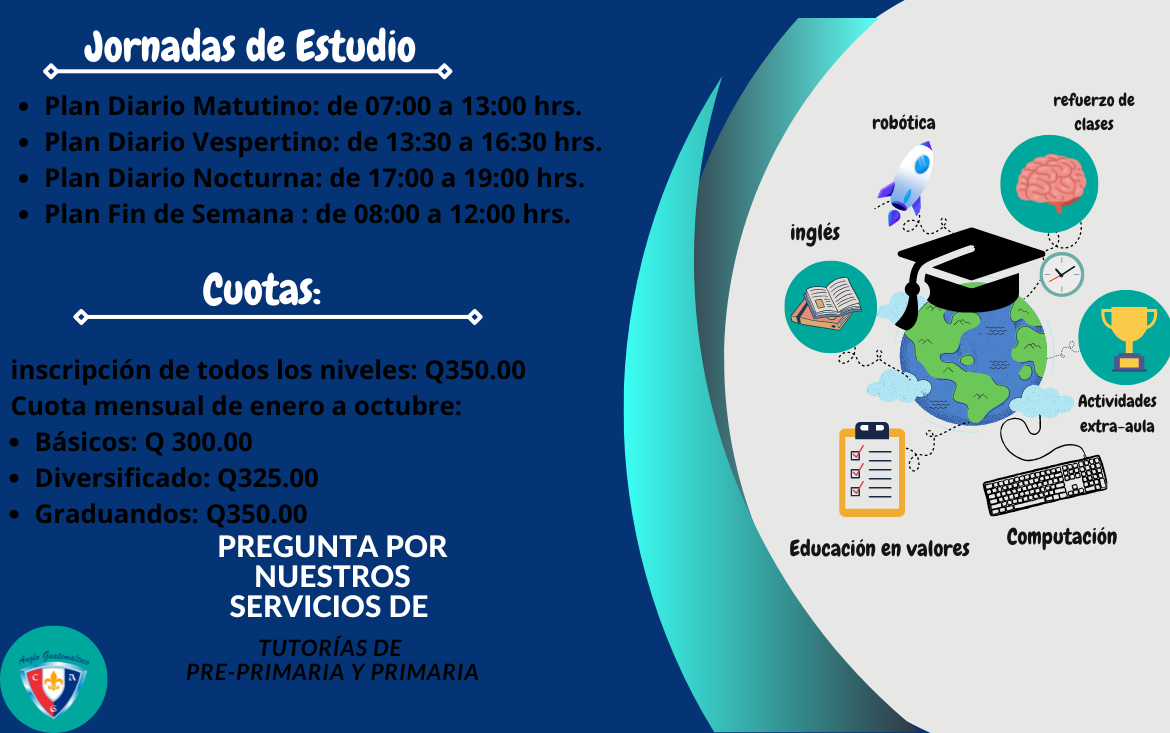 Jornadas de Estudio
• Plan Diario Matutino: de 07:00 a 13:00 hrs.
• Plan Diario Vespertino: de 13:30 a 16:30 hrs.
• Plan Diario Nocturna: de 17:00 a 19:00 hrs.
• Plan Fin de Semana : de 08:00 a 12:00 hrs.
Cuotas:
inscripción de todos los niveles: Q350.00
Cuota mensual de enero a octubre:
• Básicos: Q 300.00
• Diversificado: Q325.00
• Graduandos: Q350.00
PREGUNTA POR
NUESTROS
SERVICIOS DE
TUTORÍAS DE
PRE-PRIMARIA Y PRIMARIA
Anglo Guatemalteco
C A
G
robótica
refuerzo de
clases
inglés
Actividades
extra-aula
Educación en valores
Computación